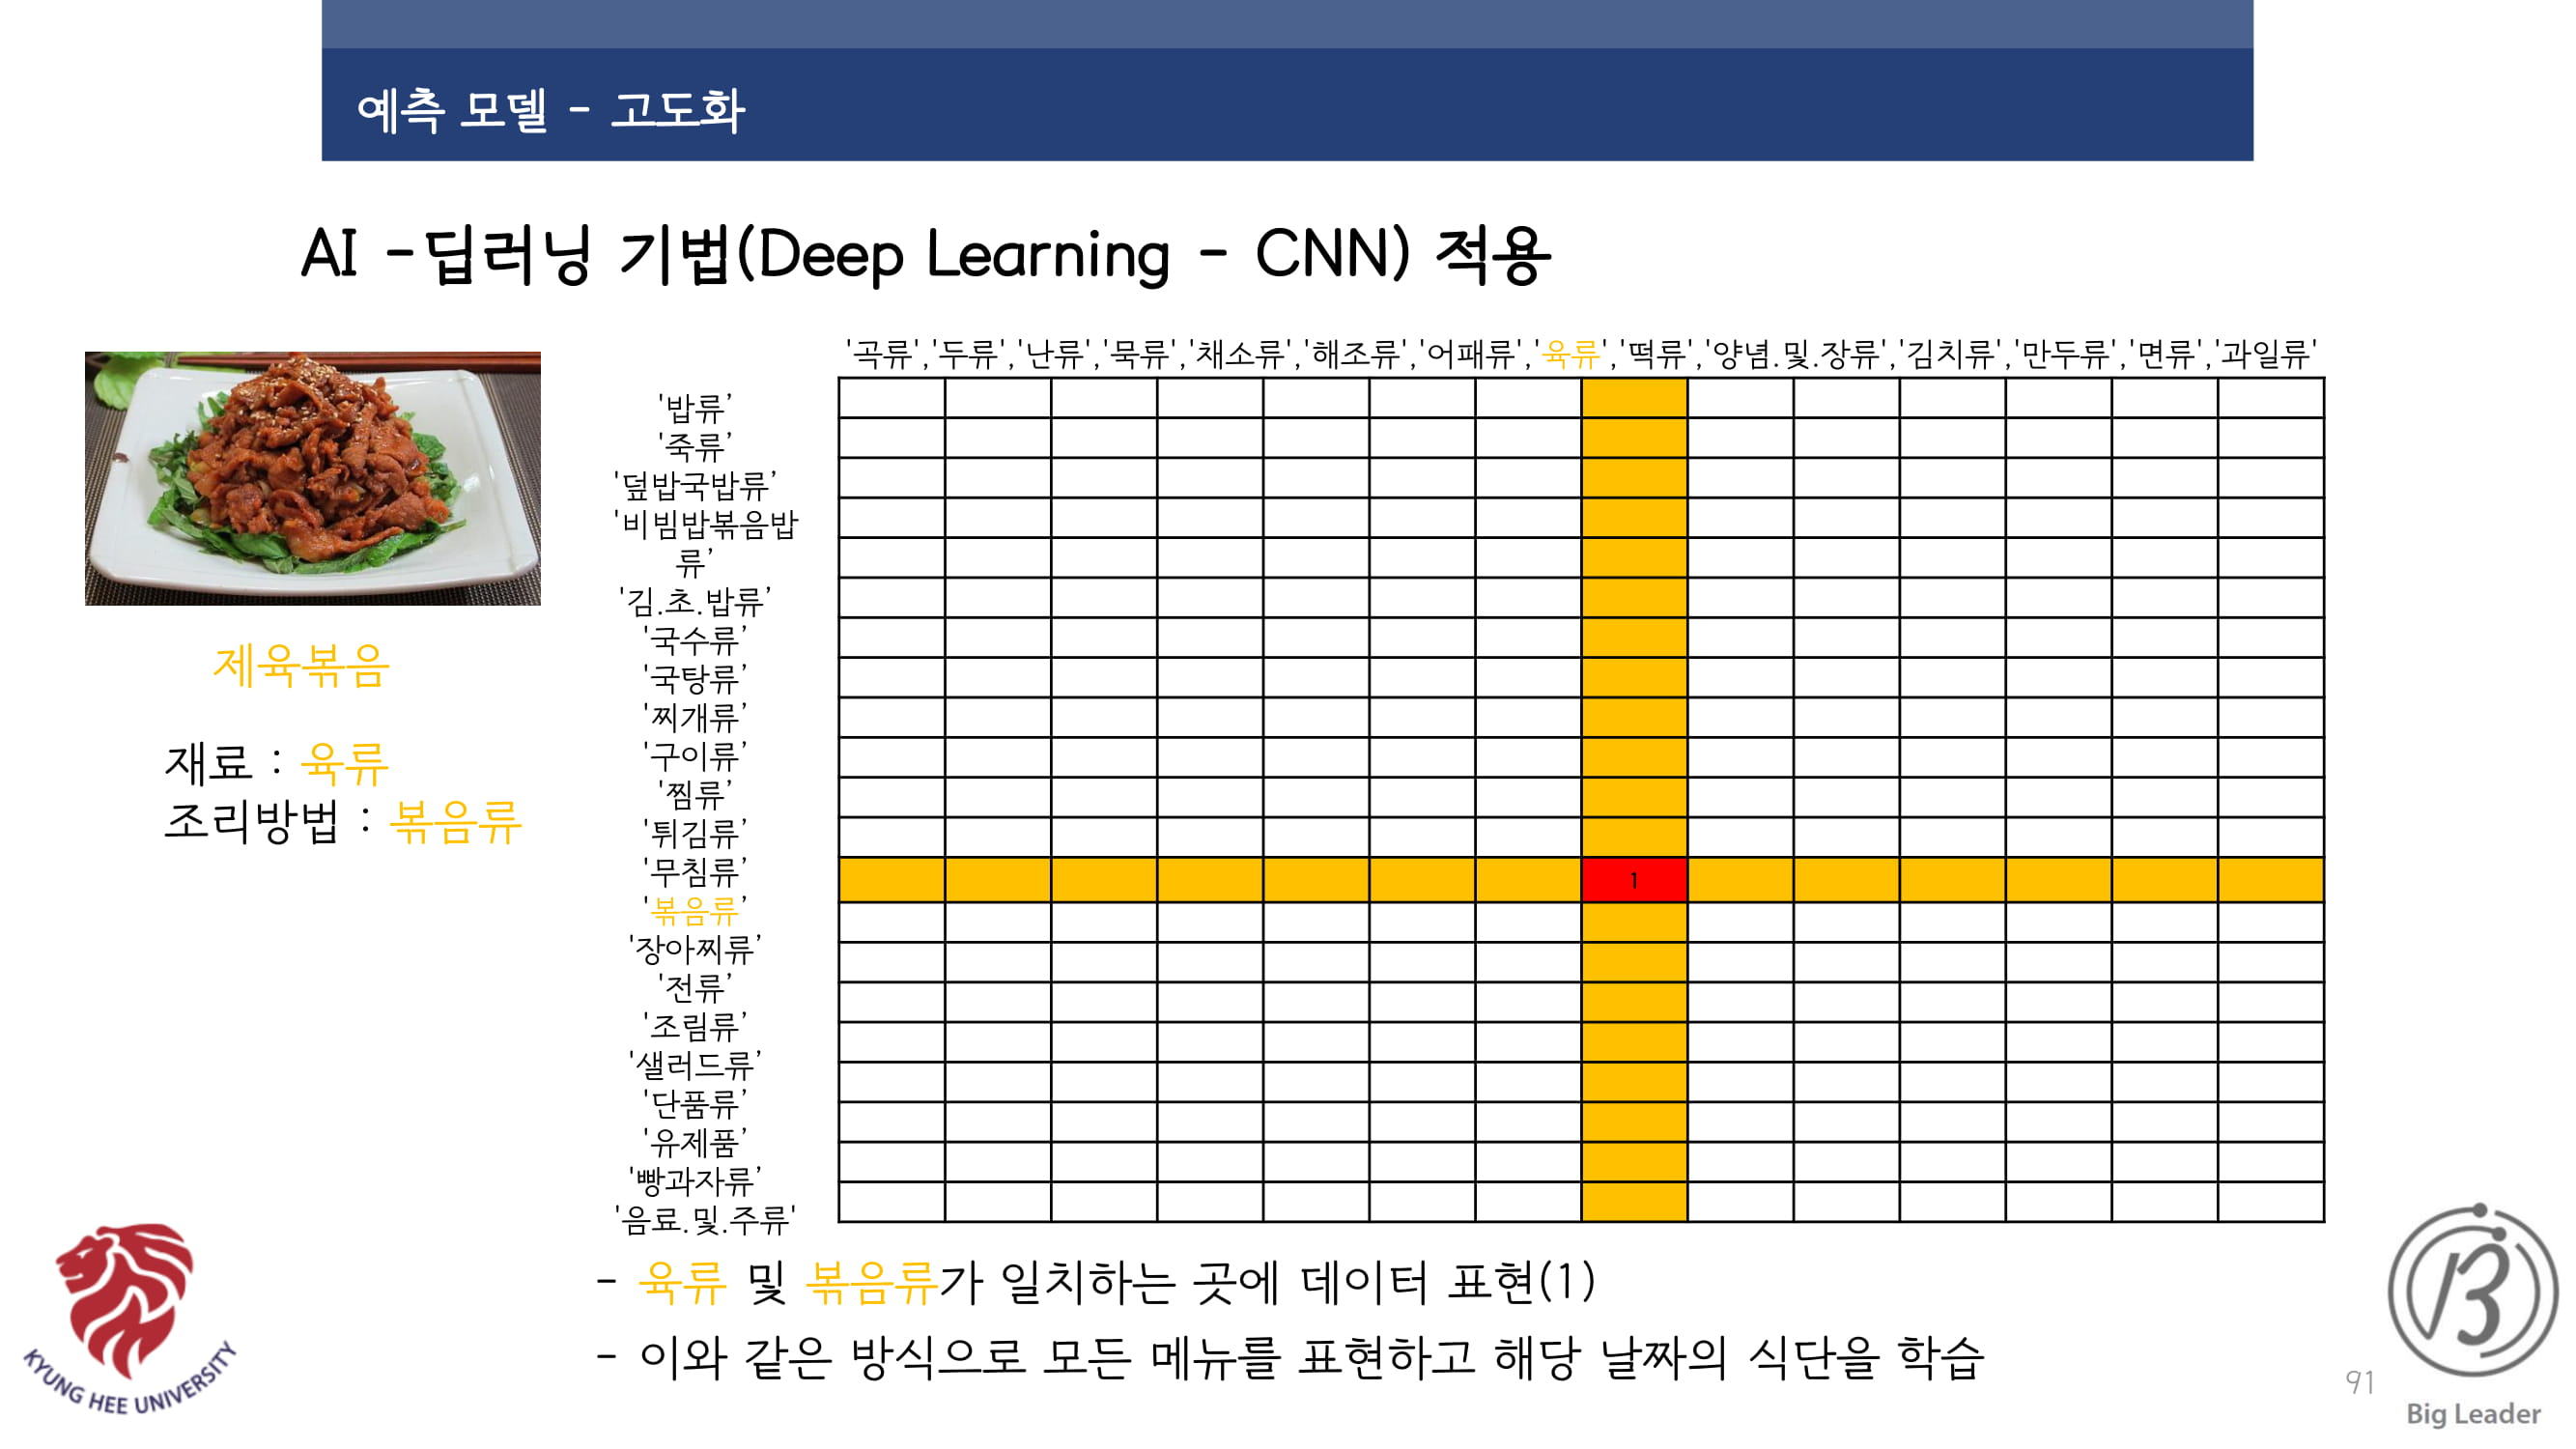 예측 모델 - 고도화
AI -딥러닝 기법(Deep Learning - CNN) 적용
'곡류','두류','난류','묵류','채소류','해조류','어패류','육류','떡류','양념.및.장류','김치류','만두류','면류','과일류'
'밥류’
'죽류’
'덮밥국밥류’
'비빔밥볶음밥
류’
'김.초.밥류’
'국수류’
'국탕류’
'찌개류’
'구이류’
'찜류’
'튀김류’
'무침류’
1
'볶음류’
'장아찌류’
'전류’
'조림류’
'샐러드류’
'단품류’
'유제품’
'빵과자류’
'음료.및.주류'
제육볶음
재료 : 육류
조리방법 : 볶음류
- 육류 및 볶음류가 일치하는 곳에 데이터 표현(1)
- 이와 같은 방식으로 모든 메뉴를 표현하고 해당 날짜의 식단을 학습
KYUNG HEE UNIVERSITY
91
Big Leader